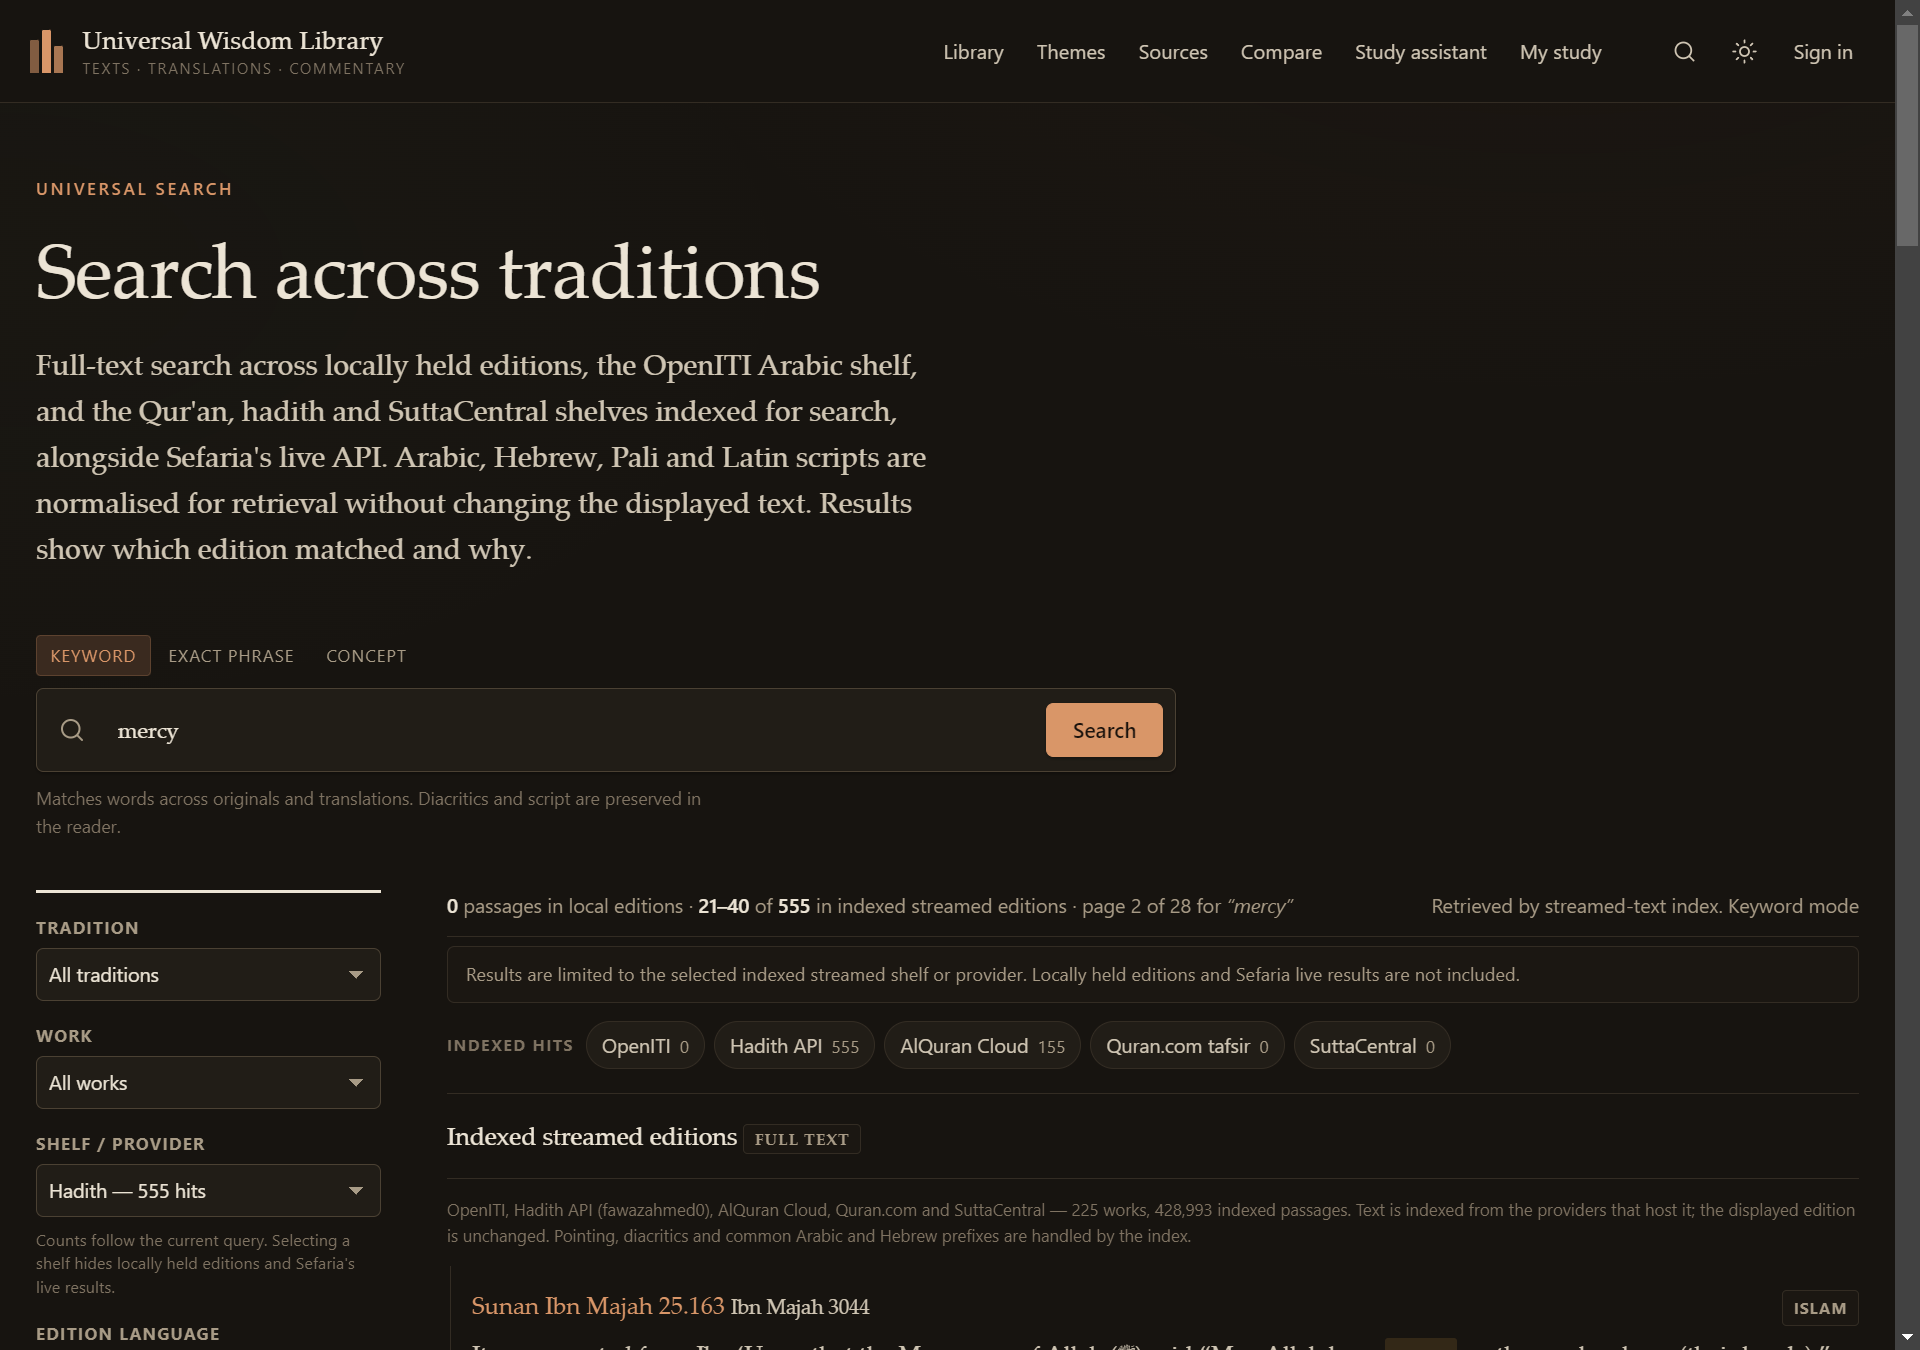 Universal Wisdom Library
TEXTS · TRANSLATIONS · COMMENTARY
Library Themes Sources Compare Study assistant My study Sign in
UNIVERSAL SEARCH
Search across traditions
Full-text search across locally held editions, the OpenITI Arabic shelf,
and the Qur'an, hadith and SuttaCentral shelves indexed for search,
alongside Sefaria's live API. Arabic, Hebrew, Pali and Latin scripts are
normalised for retrieval without changing the displayed text. Results
show which edition matched and why.
KEYWORD EXACT PHRASE CONCEPT
mercy Search
Matches words across originals and translations. Diacritics and script are preserved in
the reader.
TRADITION
All traditions
WORK
All works
SHELF / PROVIDER
Hadith — 555 hits
Counts follow the current query. Selecting a
shelf hides locally held editions and Sefaria's
live results.
EDITION LANGUAGE
0 passages in local editions · 21–40 of 555 in indexed streamed editions · page 2 of 28 for “mercy”
Retrieved by streamed-text index. Keyword mode
Results are limited to the selected indexed streamed shelf or provider. Locally held editions and Sefaria live results are not included.
INDEXED HITS OpenITI 0 Hadith API 555 AlQuran Cloud 155 Quran.com tafsir 0 SuttaCentral 0
Indexed streamed editions FULL TEXT
OpenITI, Hadith API (fawazahmed0), AlQuran Cloud, Quran.com and SuttaCentral — 225 works, 428,993 indexed passages. Text is indexed from the providers that host it; the displayed edition
is unchanged. Pointing, diacritics and common Arabic and Hebrew prefixes are handled by the index.
Sunan Ibn Majah 25.163 Ibn Majah 3044 ISLAM